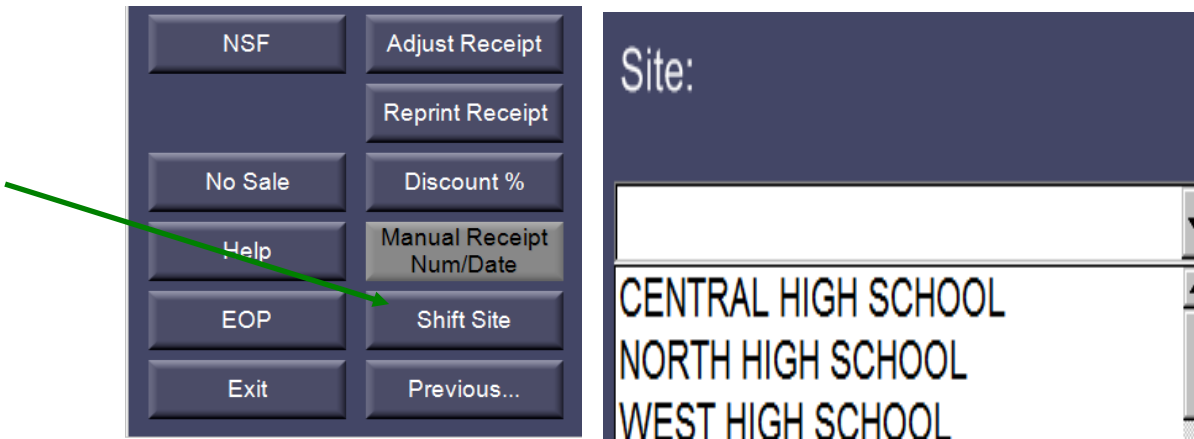 NSF
Adjust Receipt
Reprint Receipt
No Sale
Discount %
Help
Manual Receipt
Num/Date
EOP
Shift Site
Exit
Previous...
Site:
CENTRAL HIGH SCHOOL
NORTH HIGH SCHOOL
WEST HIGH SCHOOL